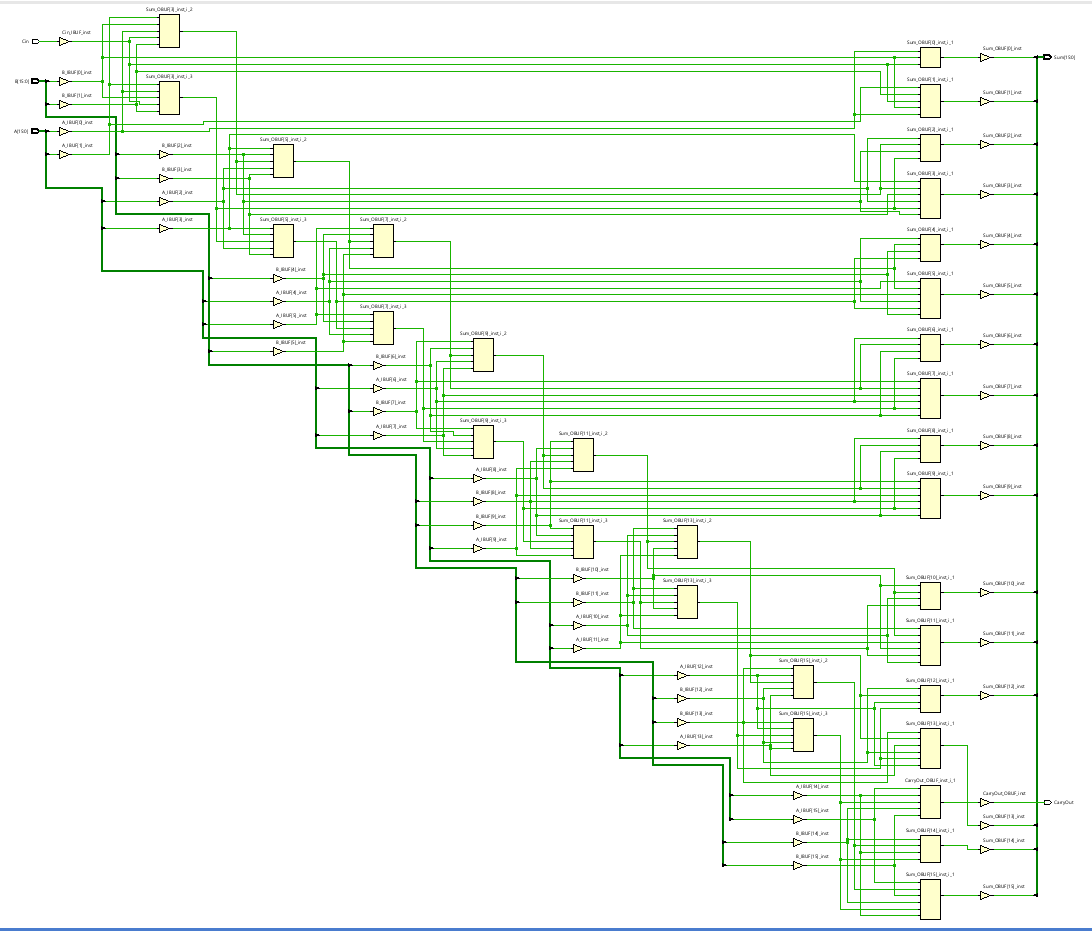 Sum_OBUF[3]_inst_i_2
Cin
Cin_IBUF_inst
Sum_OBUF[0]_inst_i_1
Sum_OBUF[0]_inst
Sum[15:0]
B[15:0]
B_IBUF[0]_inst
Sum_OBUF[3]_inst_i_3
Sum_OBUF[1]_inst_i_1
Sum_OBUF[1]_inst
B_IBUF[1]_inst
A[15:0]
A_IBUF[0]_inst
A_IBUF[1]_inst
Sum_OBUF[5]_inst_i_2
Sum_OBUF[2]_inst_i_1
Sum_OBUF[2]_inst
B_IBUF[2]_inst
B_IBUF[3]_inst
Sum_OBUF[3]_inst_i_1
Sum_OBUF[3]_inst
A_IBUF[2]_inst
A_IBUF[3]_inst
Sum_OBUF[5]_inst_i_3
Sum_OBUF[7]_inst_i_2
Sum_OBUF[4]_inst_i_1
Sum_OBUF[4]_inst
B_IBUF[4]_inst
Sum_OBUF[5]_inst_i_1
Sum_OBUF[5]_inst
A_IBUF[4]_inst
A_IBUF[5]_inst
Sum_OBUF[7]_inst_i_3
B_IBUF[5]_inst
Sum_OBUF[9]_inst_i_2
Sum_OBUF[6]_inst_i_1
Sum_OBUF[6]_inst
B_IBUF[6]_inst
A_IBUF[6]_inst
Sum_OBUF[7]_inst_i_1
Sum_OBUF[7]_inst
B_IBUF[7]_inst
A_IBUF[7]_inst
Sum_OBUF[9]_inst_i_3
Sum_OBUF[11]_inst_i_2
Sum_OBUF[8]_inst_i_1
Sum_OBUF[8]_inst
A_IBUF[8]_inst
B_IBUF[8]_inst
Sum_OBUF[9]_inst_i_1
Sum_OBUF[9]_inst
B_IBUF[9]_inst
A_IBUF[9]_inst
Sum_OBUF[11]_inst_i_3
Sum_OBUF[13]_inst_i_2
B_IBUF[10]_inst
Sum_OBUF[13]_inst_i_3
Sum_OBUF[10]_inst_i_1
Sum_OBUF[10]_inst
B_IBUF[11]_inst
A_IBUF[10]_inst
Sum_OBUF[11]_inst_i_1
Sum_OBUF[11]_inst
A_IBUF[11]_inst
A_IBUF[12]_inst
Sum_OBUF[15]_inst_i_2
Sum_OBUF[12]_inst_i_1
Sum_OBUF[12]_inst
B_IBUF[12]_inst
B_IBUF[13]_inst
Sum_OBUF[15]_inst_i_3
Sum_OBUF[13]_inst_i_1
A_IBUF[13]_inst
A_IBUF[14]_inst
CarryOut_OBUF_inst_i_1
CarryOut_OBUF_inst
CarryOut
A_IBUF[15]_inst
Sum_OBUF[13]_inst
B_IBUF[14]_inst
Sum_OBUF[14]_inst_i_1
Sum_OBUF[14]_inst
B_IBUF[15]_inst
Sum_OBUF[15]_inst_i_1
Sum_OBUF[15]_inst